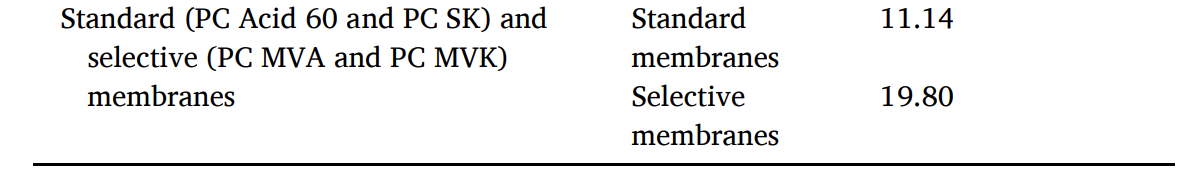 Standard (PC Acid 60 and PC SK) and
selective (PC MVA and PC MVK)
membranes
Standard
membranes
11.14
Selective
membranes
19.80